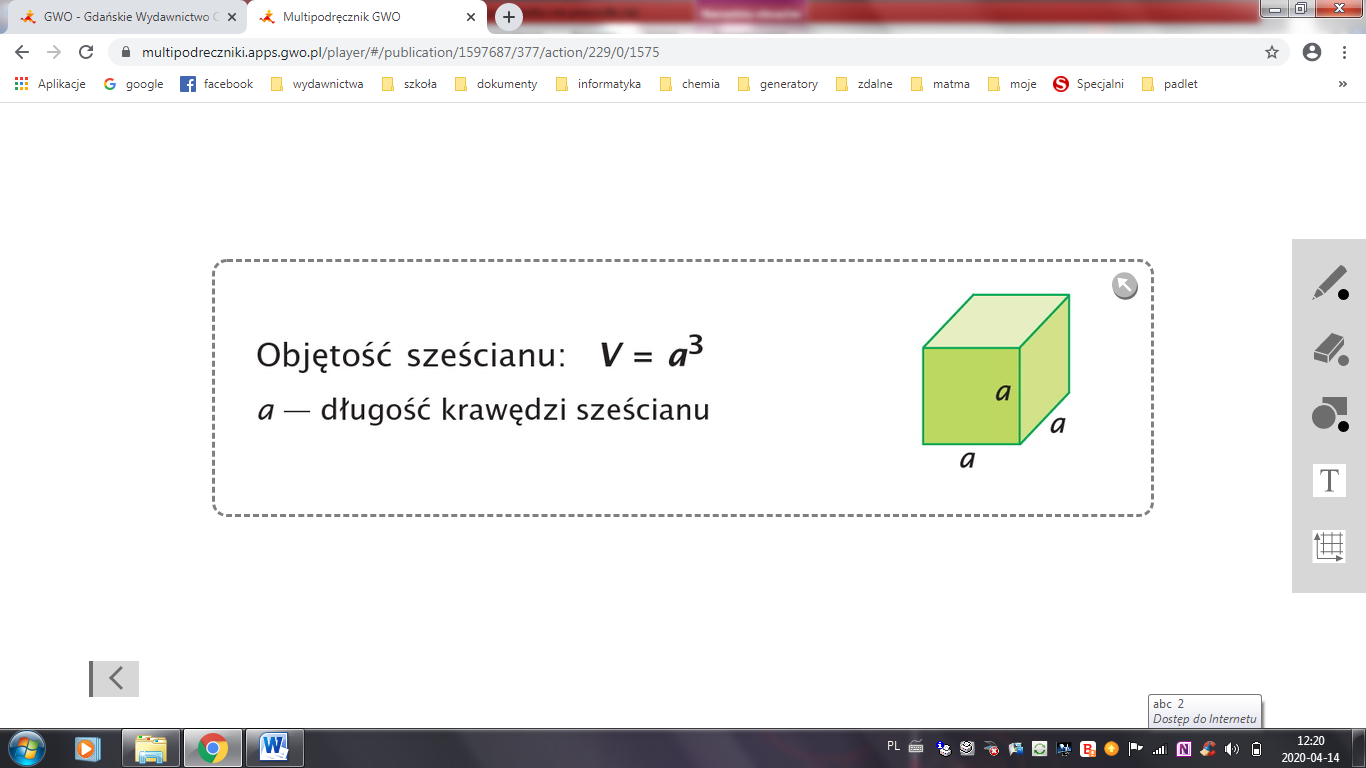 GWO - Gdańskie Wydawnictwo O
Multipodręcznik GWO
multipodreczniki.apps.gwo.pl/player/#/publication/1597687/377/action/229/0/1575
Aplikacje google facebook wydawnictwa szkoła dokumenty informatyka chemia generatory zdalne matma moje Specjalni padlet »
Objętość sześcianu: V = a³
a — długość krawędzi sześcianu
a
a
a
T
abc 2
Dostęp do Internetu
PL
12:20
2020-04-14